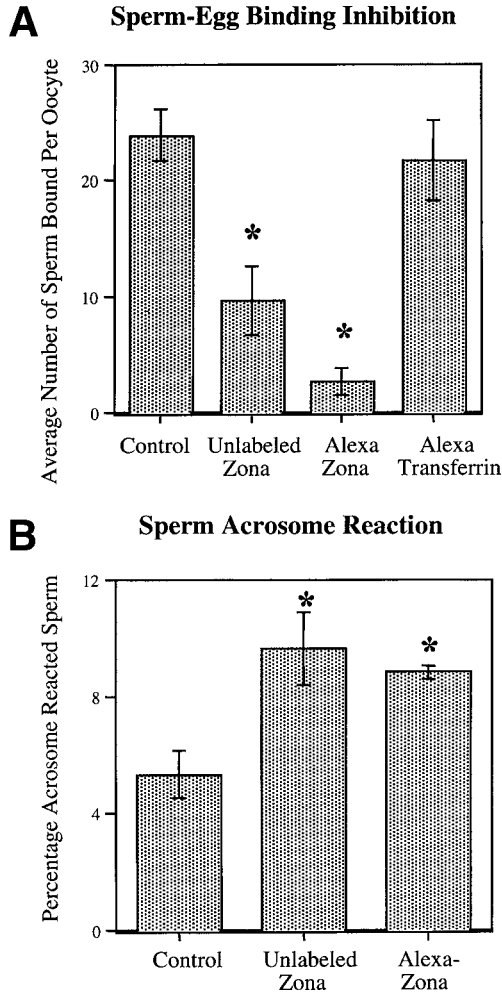 A
Sperm-Egg Binding Inhibition
Average Number of Sperm Bound Per Oocyte
30
20
10
0
*
*
Control
Unlabeled
Zona
Alexa
Zona
Alexa
Transferrin
B
Sperm Acrosome Reaction
Percentage Acrosome Reacted Sperm
12
8
4
0
*
*
Control
Unlabeled
Zona
Alexa-
Zona